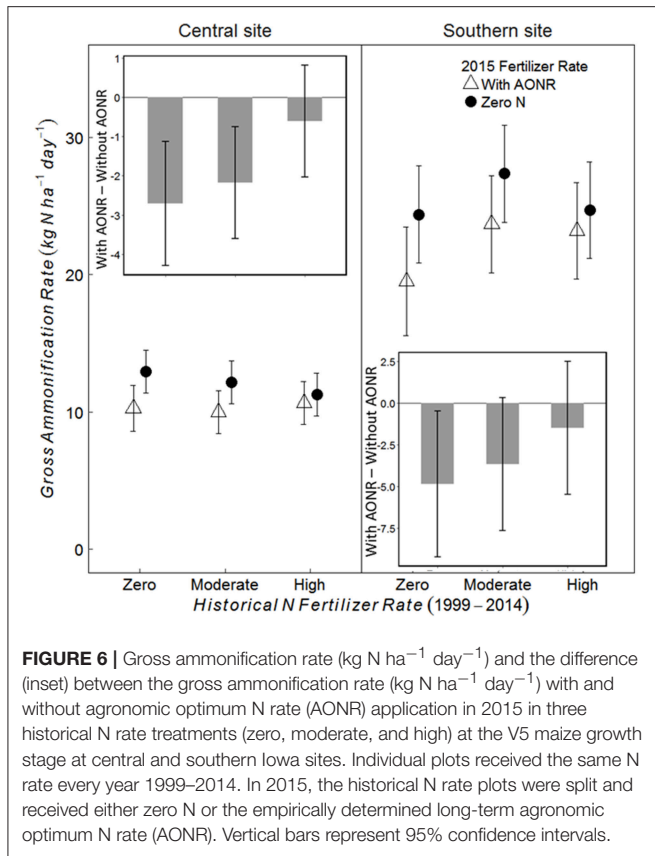 Central site
Southern site
Gross Ammonification Rate (kg N ha⁻¹ day⁻¹)
30
20
10
0
With AONR – Without AONR
1
0
-1
-2
-3
-4
2015 Fertilizer Rate
△ With AONR
● Zero N
With AONR – Without AONR
2.5
0.0
-2.5
-5.0
-7.5
Zero Moderate High
Zero Moderate High
Historical N Fertilizer Rate (1999–2014)
FIGURE 6 | Gross ammonification rate (kg N ha⁻¹ day⁻¹) and the difference
(inset) between the gross ammonification rate (kg N ha⁻¹ day⁻¹) with and
without agronomic optimum N rate (AONR) application in 2015 in three
historical N rate treatments (zero, moderate, and high) at the V5 maize growth
stage at central and southern Iowa sites. Individual plots received the same N
rate every year 1999–2014. In 2015, the historical N rate plots were split and
received either zero N or the empirically determined long-term agronomic
optimum N rate (AONR). Vertical bars represent 95% confidence intervals.